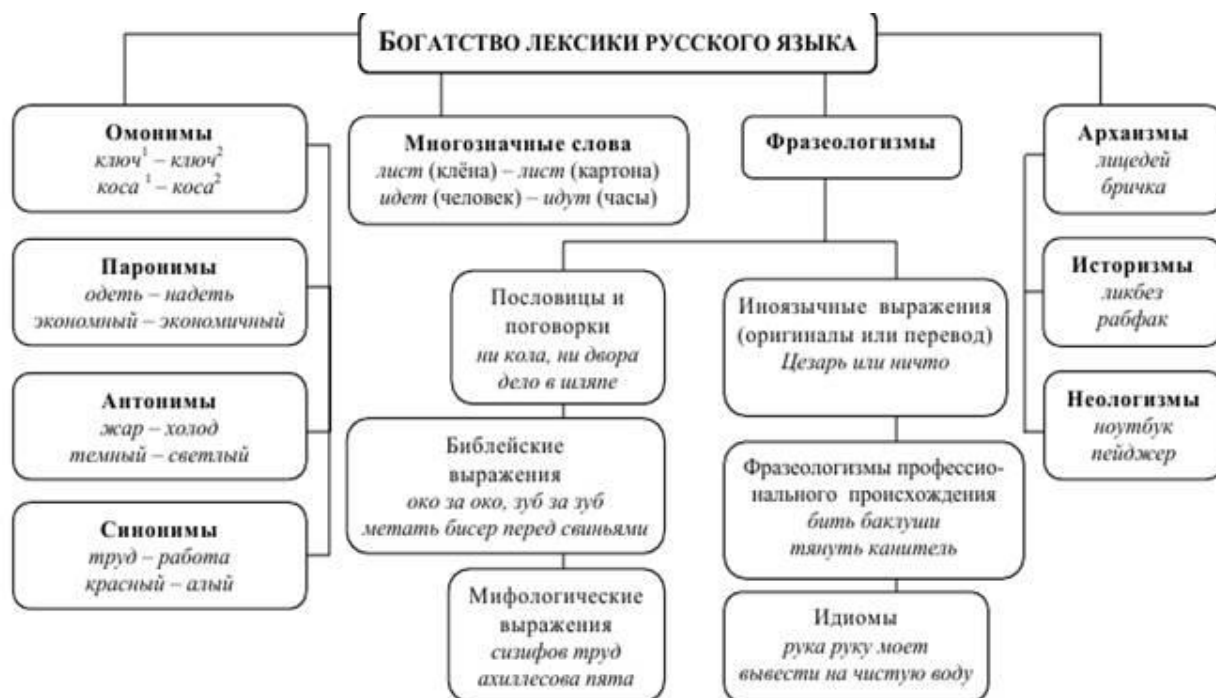 БОГАТСТВО ЛЕКСИКИ РУССКОГО ЯЗЫКА
Омонимы
ключ¹ – ключ²
коса ¹ – коса²
Паронимы
одеть – надеть
экономный – экономичный
Антонимы
жар – холод
темный – светлый
Синонимы
труд – работа
красный – алый
Многозначные слова
лист (клёна) – лист (картона)
идет (человек) – идут (часы)
Фразеологизмы
Пословицы и
поговорки
ни кола, ни двора
дело в шляпе
Библейские
выражения
око за око, зуб за зуб
метать бисер перед свиньями
Мифологические
выражения
сизифов труд
ахиллесова пята
Иноязычные выражения
(оригиналы или перевод)
Цезарь или ничто
Фразеологизмы профессио-
нального происхождения
бить баклуши
тянуть канитель
Идиомы
рука руку моет
вывести на чистую воду
Архаизмы
лицедей
бричка
Историзмы
ликбез
рабфак
Неологизмы
ноутбук
пейджер